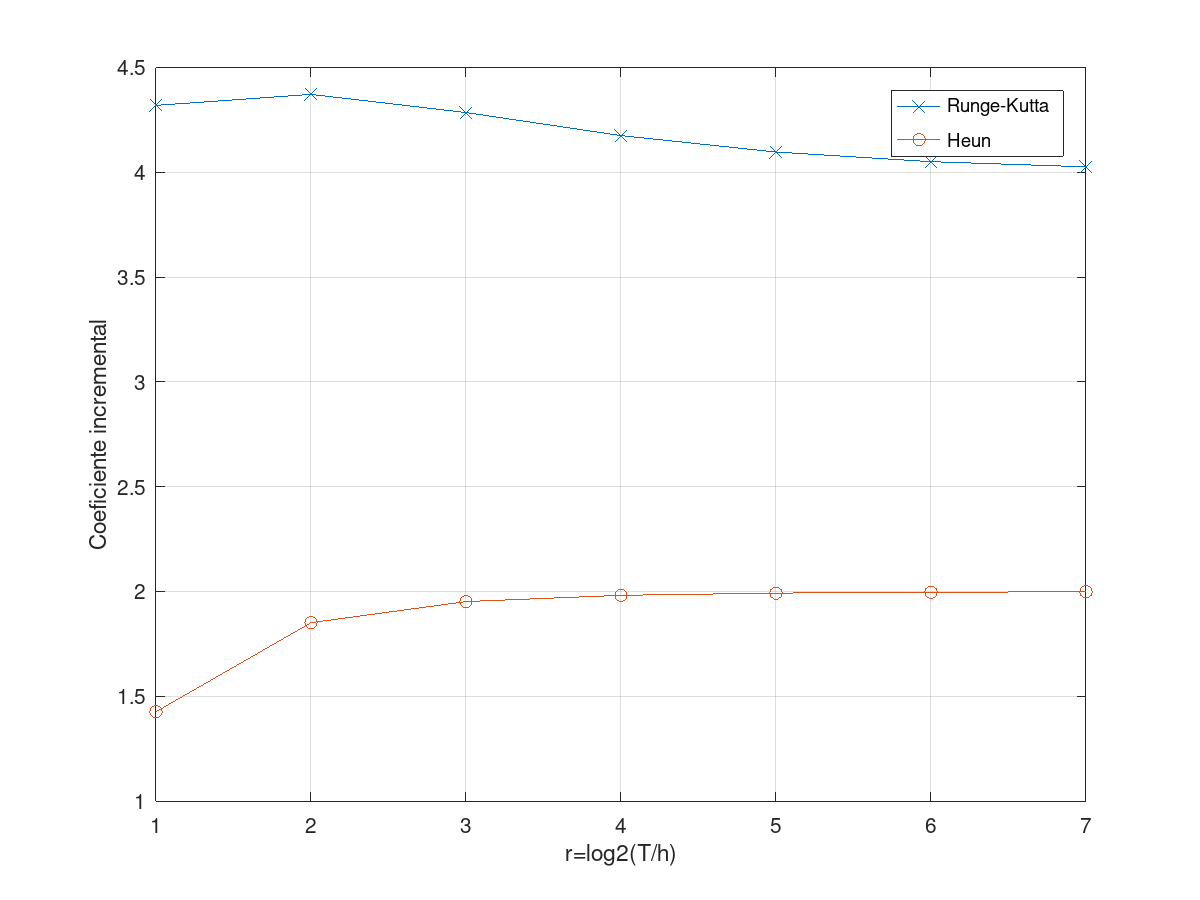 4.5
4
3.5
3
2.5
2
1.5
1
1 2 3 4 5 6 7
r=log2(T/h)
Coeficiente incremental
Runge-Kutta
Heun